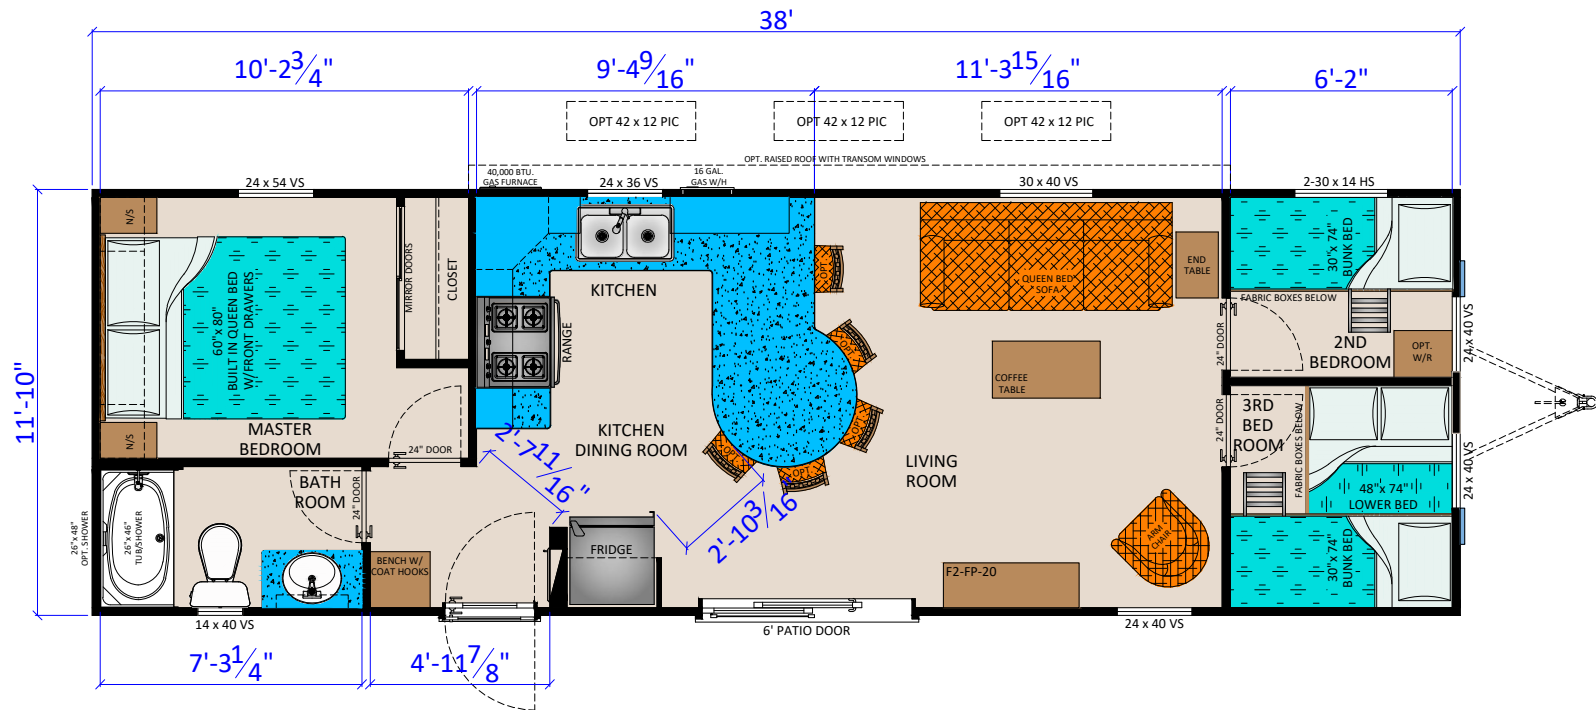 38'
10'-2 3/4"
9'-4 9/16"
11'-3 15/16"
6'-2"
OPT 42 x 12 PIC
OPT 42 x 12 PIC
OPT 42 x 12 PIC
OPT. RAISED ROOF WITH TRANSOM WINDOWS
24 x 54 VS
40,000 BTU.
GAS FURNACE
24 x 36 VS
16 GAL.
GAS W/H
30 x 40 VS
2-30 x 14 HS
11'-10"
N/S
60"x 80"
BUILT IN QUEEN BED
W/FRONT DRAWERS
N/S
MASTER
BEDROOM
MIRROR DOORS
CLOSET
24" DOOR
KITCHEN
RANGE
KITCHEN
DINING ROOM
OPT
OPT
OPT
OPT
OPT
2'-7 11/16 "
2'-10 3/16 "
QUEEN BED
SOFA
END
TABLE
COFFEE
TABLE
LIVING
ROOM
ARM
CHAIR
F2-FP-20
30"x 74"
BUNK BED
FABRIC BOXES BELOW
24" DOOR
2ND
BEDROOM
OPT.
W/R
24 x 40 VS
24" DOOR
3RD
BED
ROOM
FABRIC BOXES BELOW
48"x 74"
LOWER BED
24 x 40 VS
30"x 74"
BUNK BED
26"x 48"
OPT. SHOWER
26"x 46"
TUB/SHOWER
BATH
ROOM
24" DOOR
BENCH W/
COAT HOOKS
FRIDGE
14 x 40 VS
6' PATIO DOOR
24 x 40 VS
7'-3 1/4"
4'-11 7/8"